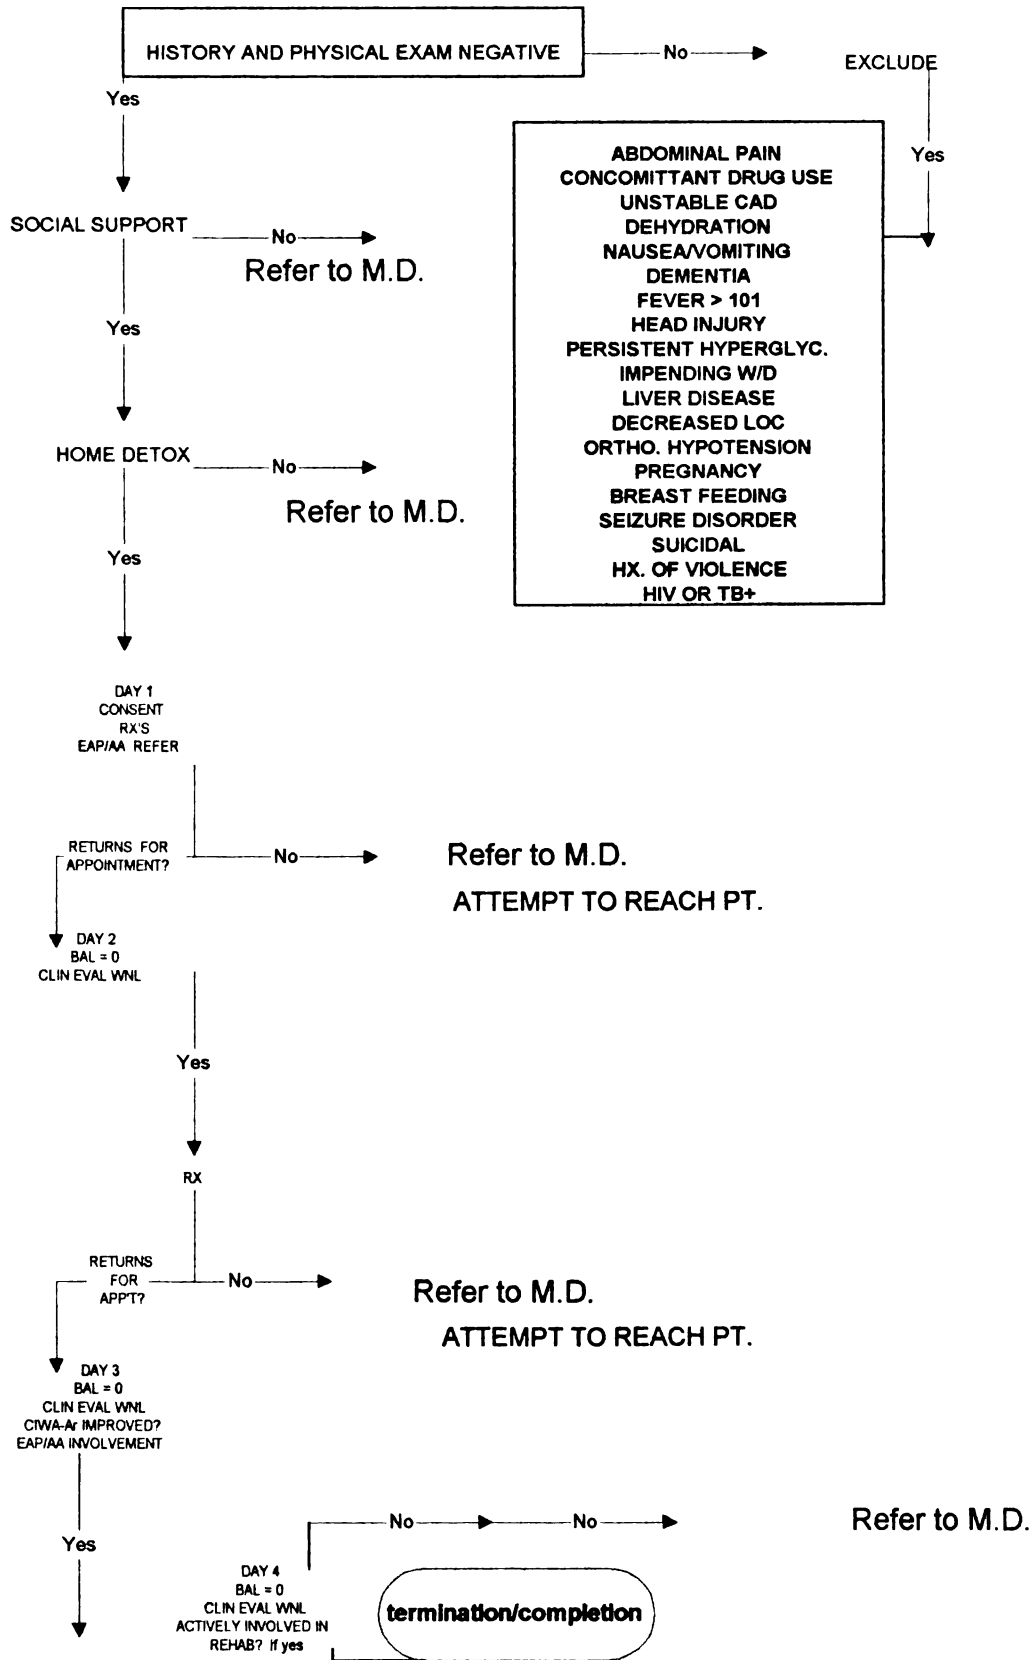 HISTORY AND PHYSICAL EXAM NEGATIVE
No
EXCLUDE
Yes
Yes
ABDOMINAL PAIN
CONCOMITTANT DRUG USE
UNSTABLE CAD
DEHYDRATION
NAUSEA/VOMITING
DEMENTIA
FEVER > 101
HEAD INJURY
PERSISTENT HYPERGLYC.
IMPENDING W/D
LIVER DISEASE
DECREASED LOC
ORTHO. HYPOTENSION
PREGNANCY
BREAST FEEDING
SEIZURE DISORDER
SUICIDAL
HX. OF VIOLENCE
HIV OR TB+
SOCIAL SUPPORT
No
Refer to M.D.
Yes
HOME DETOX
No
Refer to M.D.
Yes
DAY 1
CONSENT
RX'S
EAP/AA REFER
RETURNS FOR
APPOINTMENT?
No
Refer to M.D.
ATTEMPT TO REACH PT.
DAY 2
BAL = 0
CLIN EVAL WNL
Yes
RX
RETURNS
FOR
APP'T?
No
Refer to M.D.
ATTEMPT TO REACH PT.
DAY 3
BAL = 0
CLIN EVAL WNL
CIWA-Ar IMPROVED?
EAP/AA INVOLVEMENT
Yes
No
No
Refer to M.D.
DAY 4
BAL = 0
CLIN EVAL WNL
ACTIVELY INVOLVED IN
REHAB? If yes
termination/completion